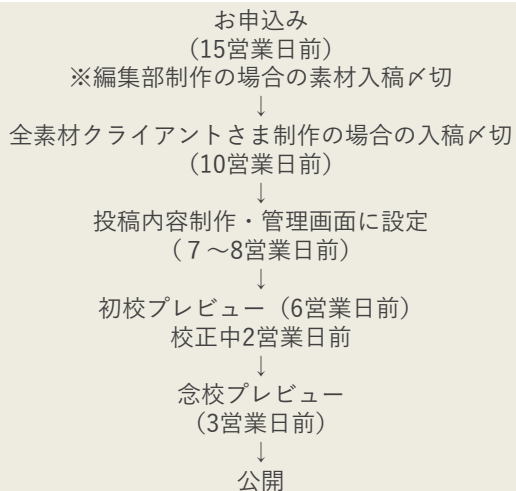 お申込み
(15営業日前)
※編集部制作の場合の素材入稿〆切
↓
全素材クライアントさま制作の場合の入稿〆切
(10営業日前)
↓
投稿内容制作・管理画面に設定
(７〜8営業日前)
↓
初校プレビュー(6営業日前)
校正中2営業日前
↓
念校プレビュー
(3営業日前)
↓
公開